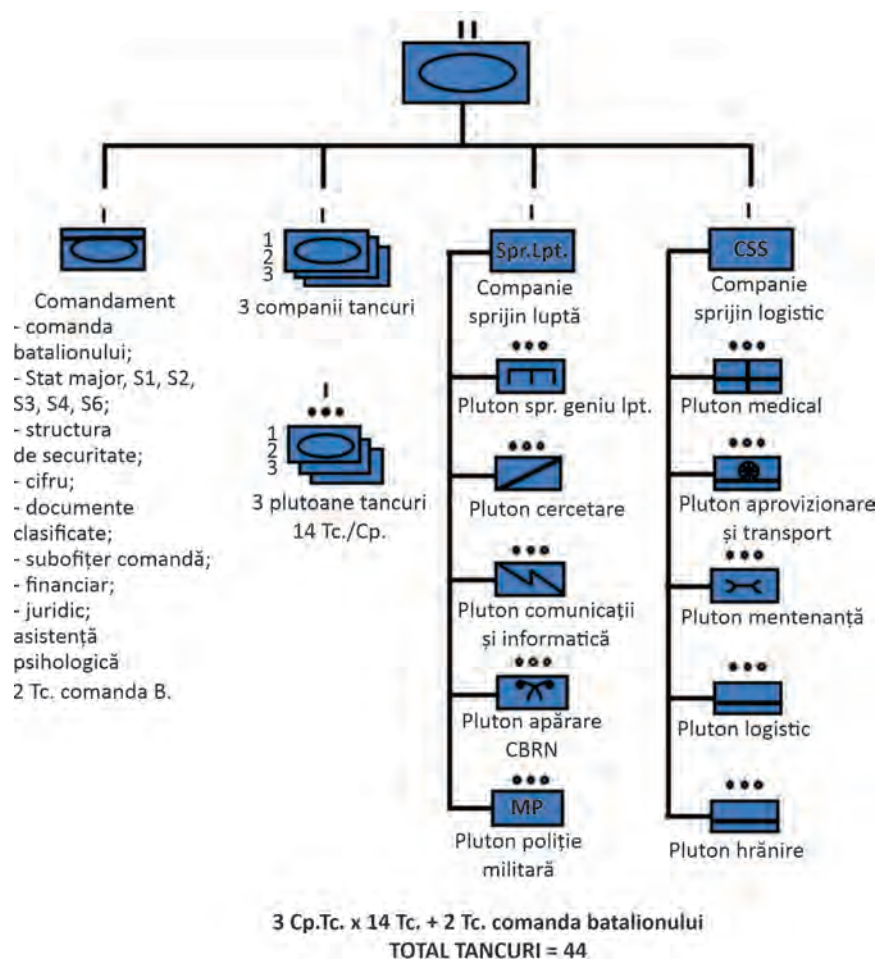 Comandament
- comanda
batalionului;
- Stat major, S1, S2,
S3, S4, S6;
- structura
de securitate;
- cifru;
- documente
clasificate;
- subofițer comandă;
- financiar;
- juridic;
asistență
psihologică
2 Tc. comanda B.
1
2
3
3 companii tancuri
1
2
3
3 plutoane tancuri
14 Tc./Cp.
Spr.Lpt.
Companie
sprijin luptă
Pluton spr. geniu lpt.
Pluton cercetare
Pluton comunicații
și informatică
Pluton apărare
CBRN
MP
Pluton poliție
militară
CSS
Companie
sprijin logistic
Pluton medical
Pluton aprovizionare
și transport
Pluton mentenanță
Pluton logistic
Pluton hrănire
3 Cp.Tc. x 14 Tc. + 2 Tc. comanda batalionului
TOTAL TANCURI = 44